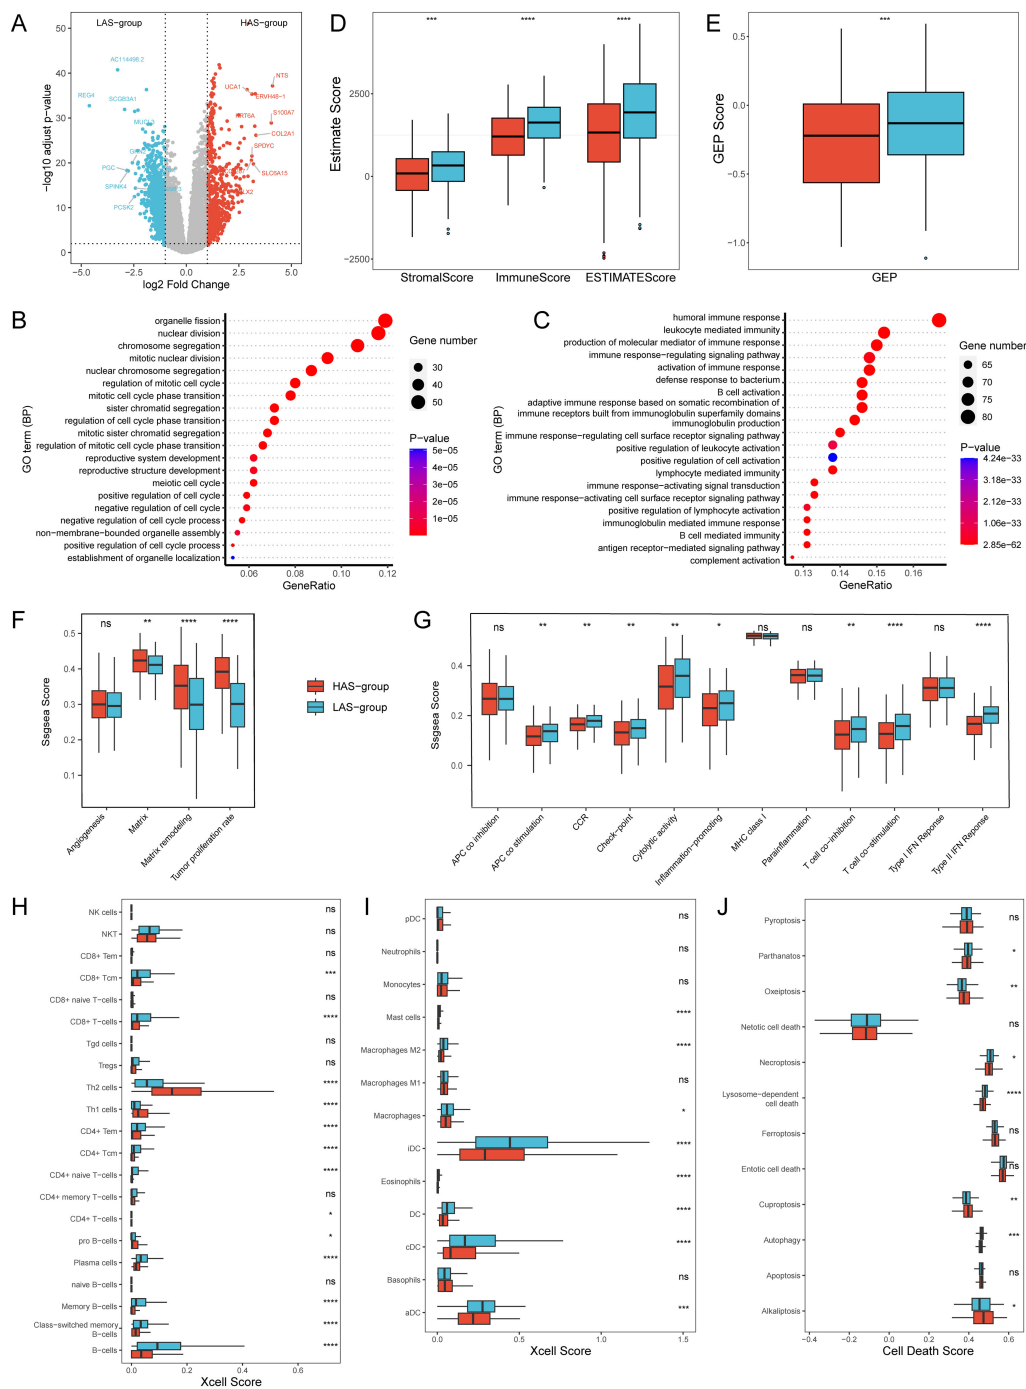 A
LAS-group
HAS-group
AC114498.2
REG4
SCGB3A1
MUCL3
PGC
SPINK4
PCSK2
NTS
UCA1
ERVH48-1
KRT6A
S100A7
COL2A1
SPDYC
SLC6A15
50
40
30
20
10
0
-log10 adjust p-value
-5.0
-2.5
0.0
2.5
5.0
log2 Fold Change
D
***
****
****
2500
0
-2500
Estimate Score
StromalScore
ImmuneScore
ESTIMATEScore
E
***
0.5
0.0
-0.5
-1.0
GEP Score
GEP
B
organelle fission
nuclear division
chromosome segregation
mitotic nuclear division
nuclear chromosome segregation
regulation of mitotic cell cycle
mitotic cell cycle phase transition
sister chromatid segregation
regulation of cell cycle phase transition
mitotic sister chromatid segregation
regulation of mitotic cell cycle phase transition
reproductive system development
reproductive structure development
meiotic cell cycle
positive regulation of cell cycle
negative regulation of cell cycle
negative regulation of cell cycle process
non-membrane-bounded organelle assembly
positive regulation of cell cycle process
establishment of organelle localization
GO term (BP)
0.06
0.08
0.10
0.12
GeneRatio
Gene number
30
40
50
P-value
5e-05
4e-05
3e-05
2e-05
1e-05
C
humoral immune response
leukocyte mediated immunity
production of molecular mediator of immune response
immune response-regulating signaling pathway
activation of immune response
defense response to bacterium
B cell activation
adaptive immune response based on somatic recombination of
immune receptors built from immunoglobulin superfamily domains
immunoglobulin production
immune response-regulating cell surface receptor signaling pathway
positive regulation of leukocyte activation
positive regulation of cell activation
lymphocyte mediated immunity
immune response-activating signal transduction
immune response-activating cell surface receptor signaling pathway
positive regulation of lymphocyte activation
immunoglobulin mediated immune response
B cell mediated immunity
antigen receptor-mediated signaling pathway
complement activation
GO term (BP)
0.13
0.14
0.15
0.16
GeneRatio
Gene number
65
70
75
80
P-value
4.24e-33
3.18e-33
2.12e-33
1.06e-33
2.85e-62
F
ns
**
****
****
0.5
0.4
0.3
0.2
0.1
Ssgsea Score
Angiogenesis
Matrix
Matrix remodeling
Tumor proliferation rate
HAS-group
LAS-group
G
ns
**
**
**
**
*
ns
ns
**
****
ns
****
0.4
0.2
0.0
Ssgsea Score
APC co inhibition
APC co stimulation
CCR
Check-point
Cytolytic activity
Inflammation-promoting
MHC class I
Parainflammation
T cell co-inhibition
T cell co-stimulation
Type I IFN Reponse
Type II IFN Reponse
H
NK cells ns
NKT ns
CD8+ Tem ns
CD8+ Tcm ***
CD8+ naive T-cells ns
CD8+ T-cells ****
Tgd cells ns
Tregs ns
Th2 cells ****
Th1 cells ****
CD4+ Tem ****
CD4+ Tcm ****
CD4+ naive T-cells ****
CD4+ memory T-cells ns
CD4+ T-cells *
pro B-cells *
Plasma cells ****
naive B-cells ns
Memory B-cells ****
Class-switched memory
B-cells ****
B-cells ****
0.0
0.2
0.4
0.6
Xcell Score
I
pDC ns
Neutrophils ns
Monocytes ns
Mast cells ****
Macrophages M2 ****
Macrophages M1 ns
Macrophages *
iDC ****
Eosinophils ****
DC ****
cDC ****
Basophils ns
aDC ***
0.0
0.5
1.0
1.5
Xcell Score
J
Pyroptosis ns
Parthanatos *
Oxeiptosis **
Netotic cell death ns
Necroptosis *
Lysosome-dependent
cell death ****
Ferroptosis ns
Entotic cell death ns
Cuproptosis **
Autophagy ***
Apoptosis ns
Alkaliptosis *
-0.4
-0.2
0.0
0.2
0.4
0.6
Cell Death Score